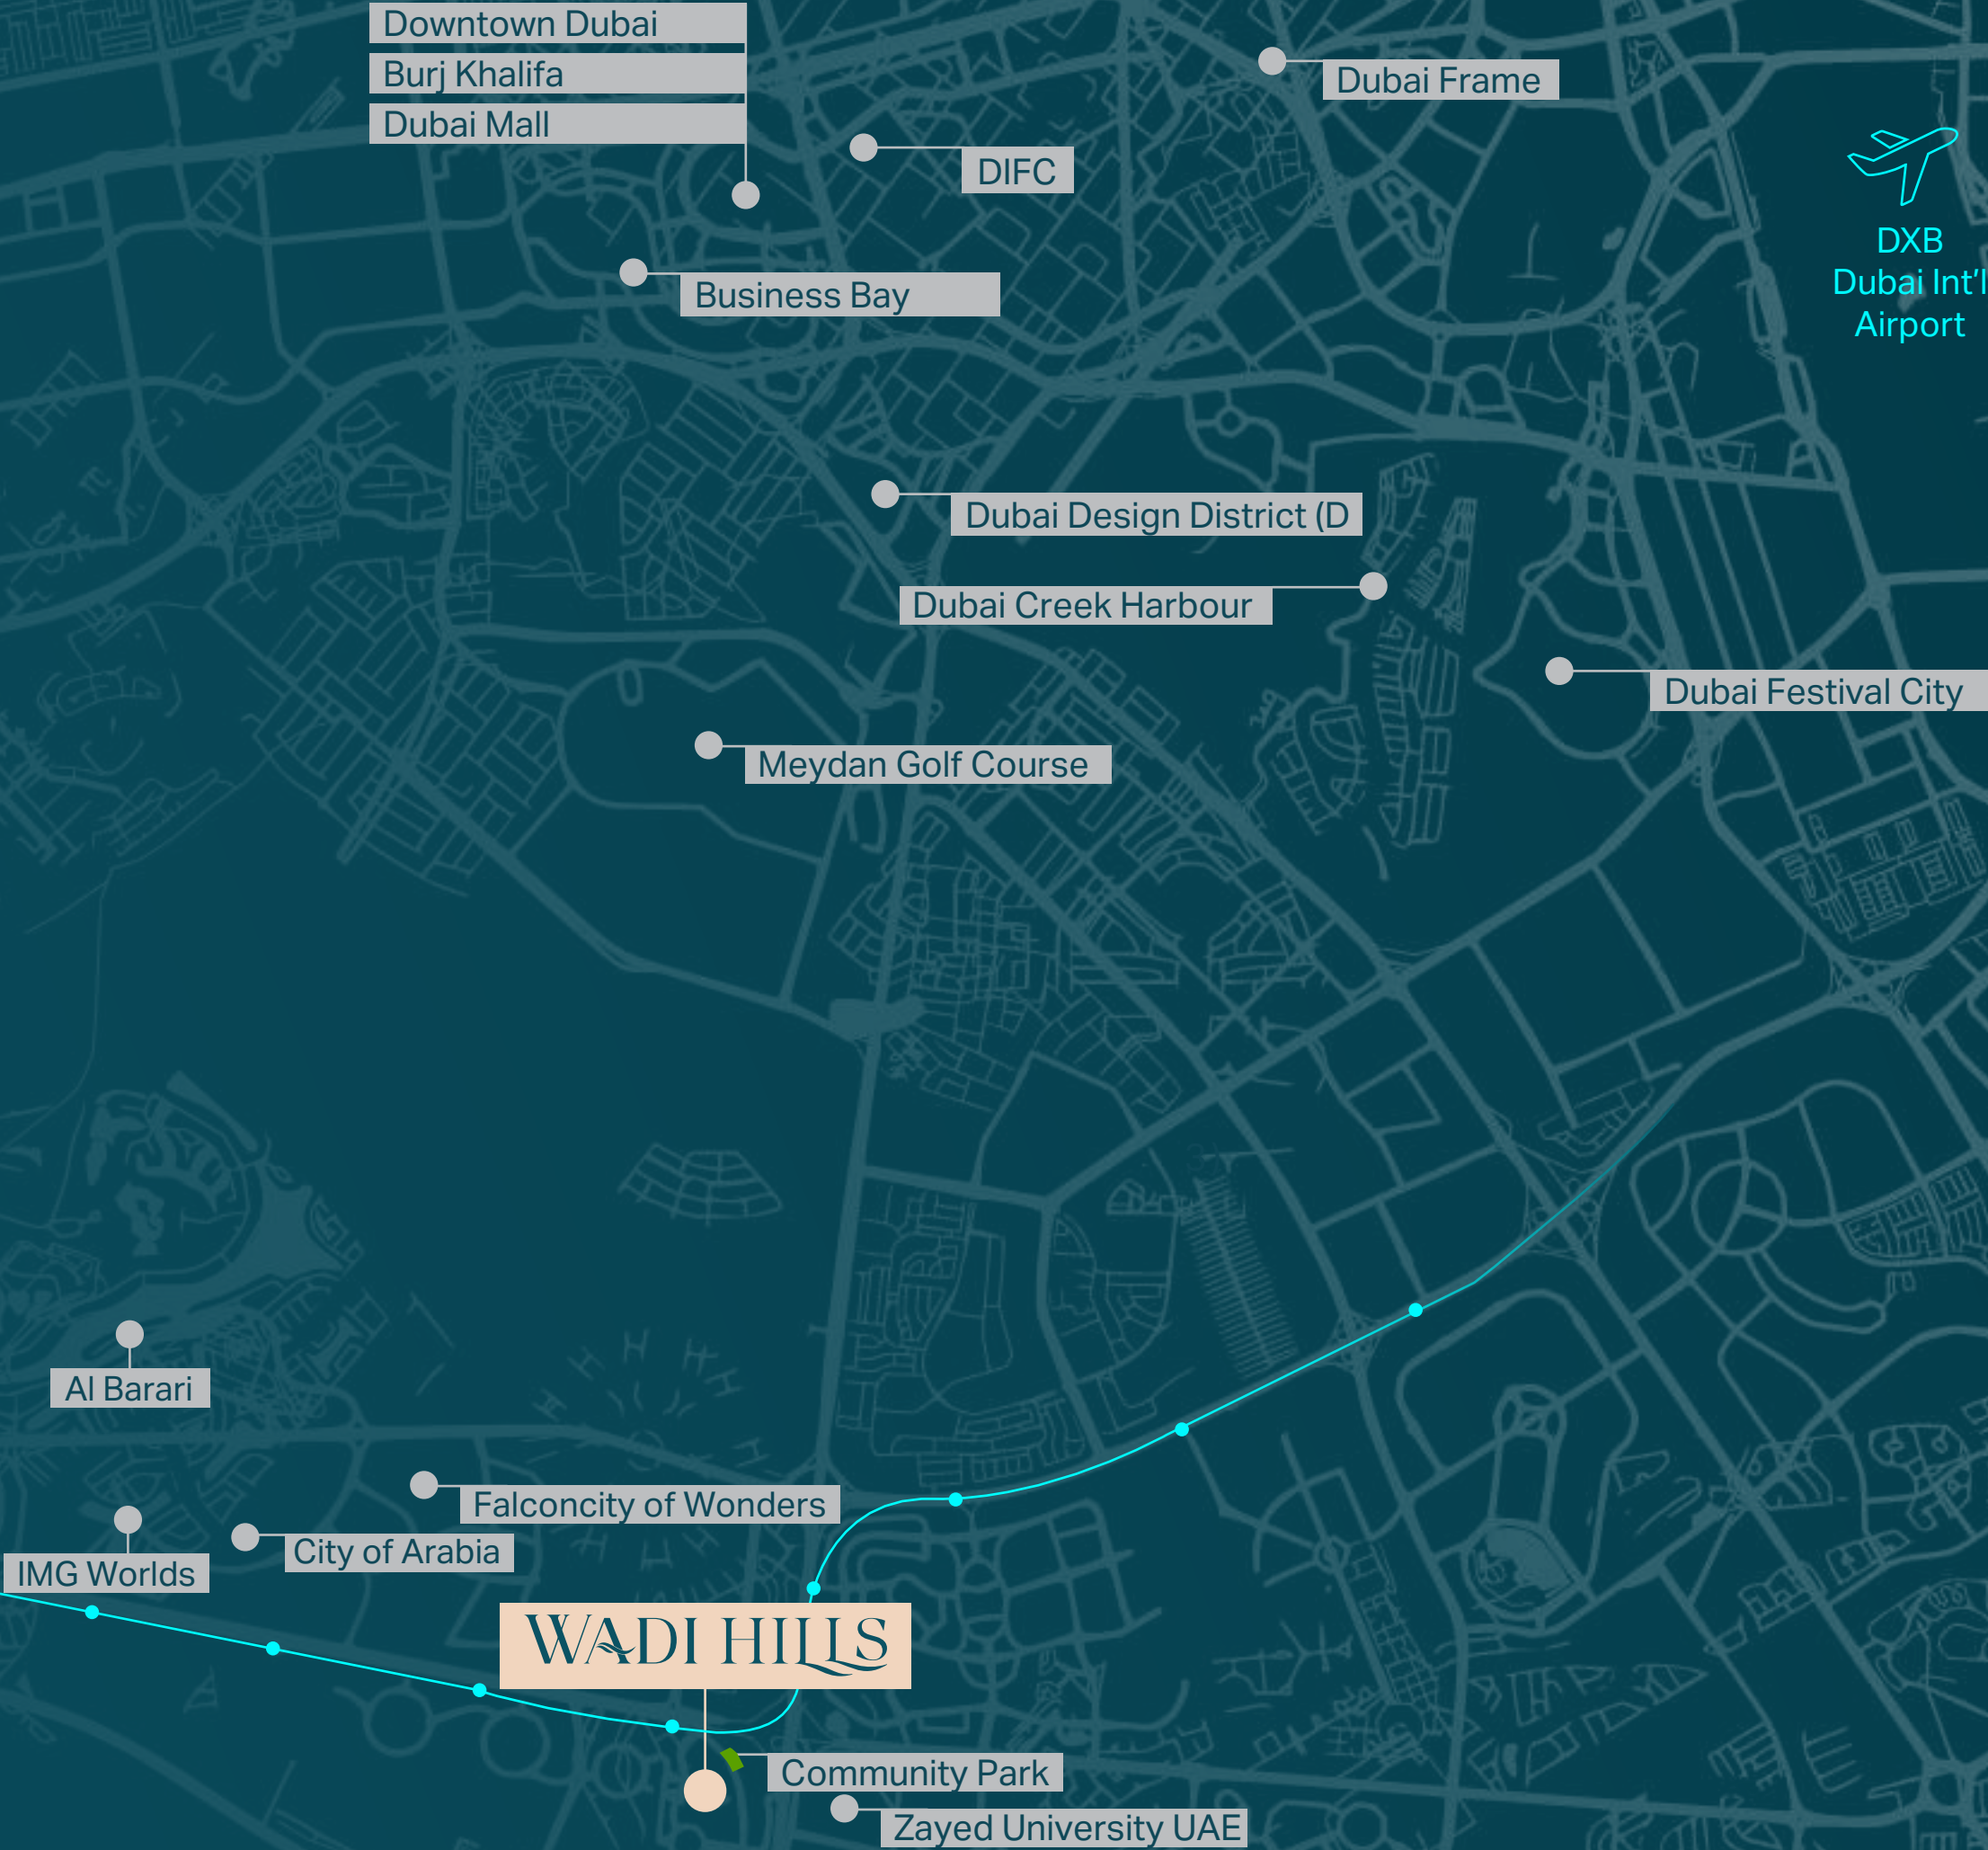 Downtown Dubai
Burj Khalifa
Dubai Mall
Dubai Frame
DIFC
DXB
Dubai Int'l
Airport
Business Bay
Dubai Design District (D
Dubai Creek Harbour
Dubai Festival City
Meydan Golf Course
Al Barari
Falconcity of Wonders
City of Arabia
IMG Worlds
WADI HILLS
Community Park
Zayed University UAE